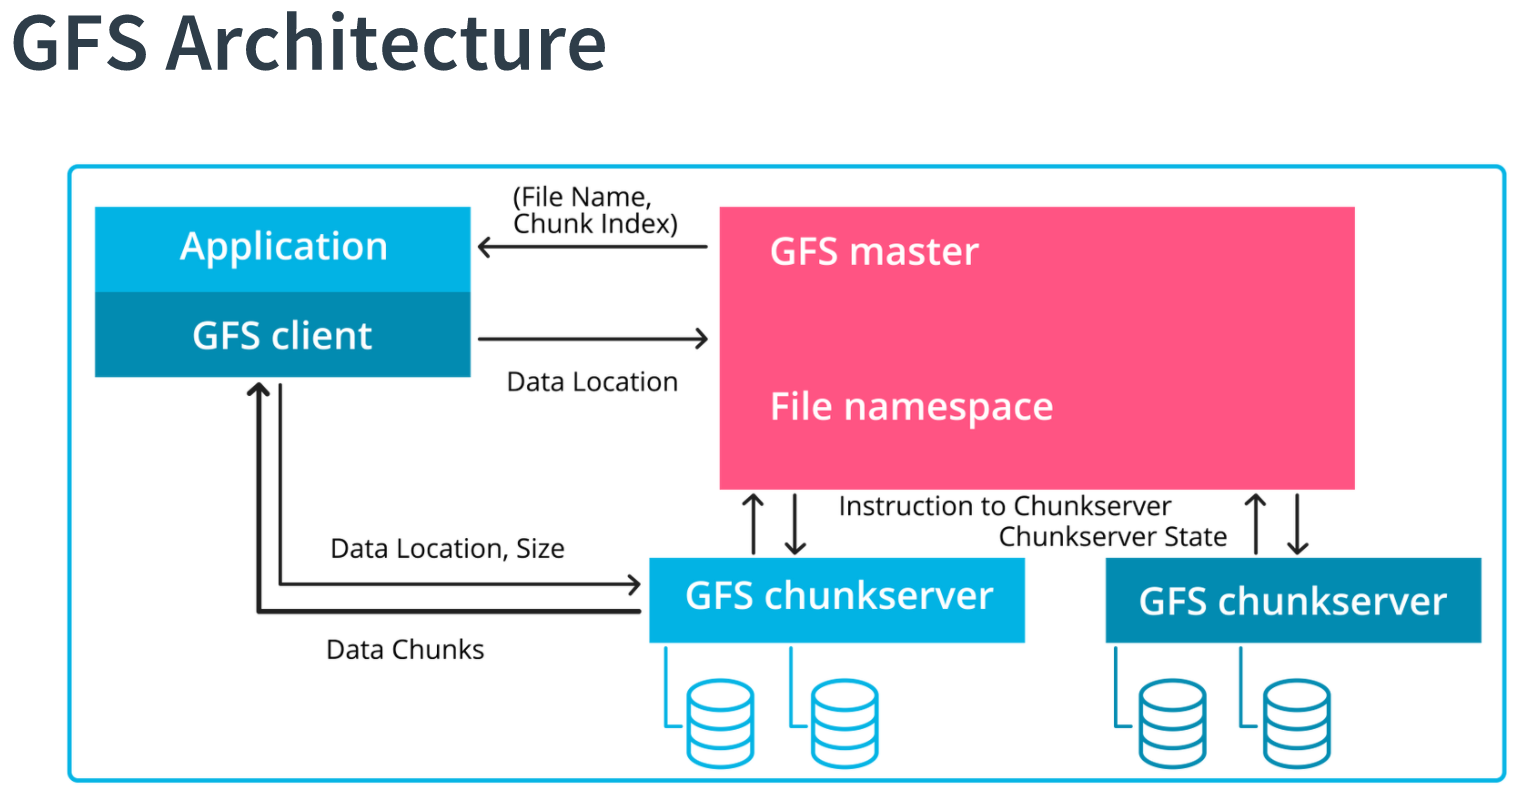 GFS Architecture
(File Name,
Chunk Index)
Application
GFS master
GFS client
Data Location
File namespace
Instruction to Chunkserver
Chunkserver State
Data Location, Size
GFS chunkserver
GFS chunkserver
Data Chunks